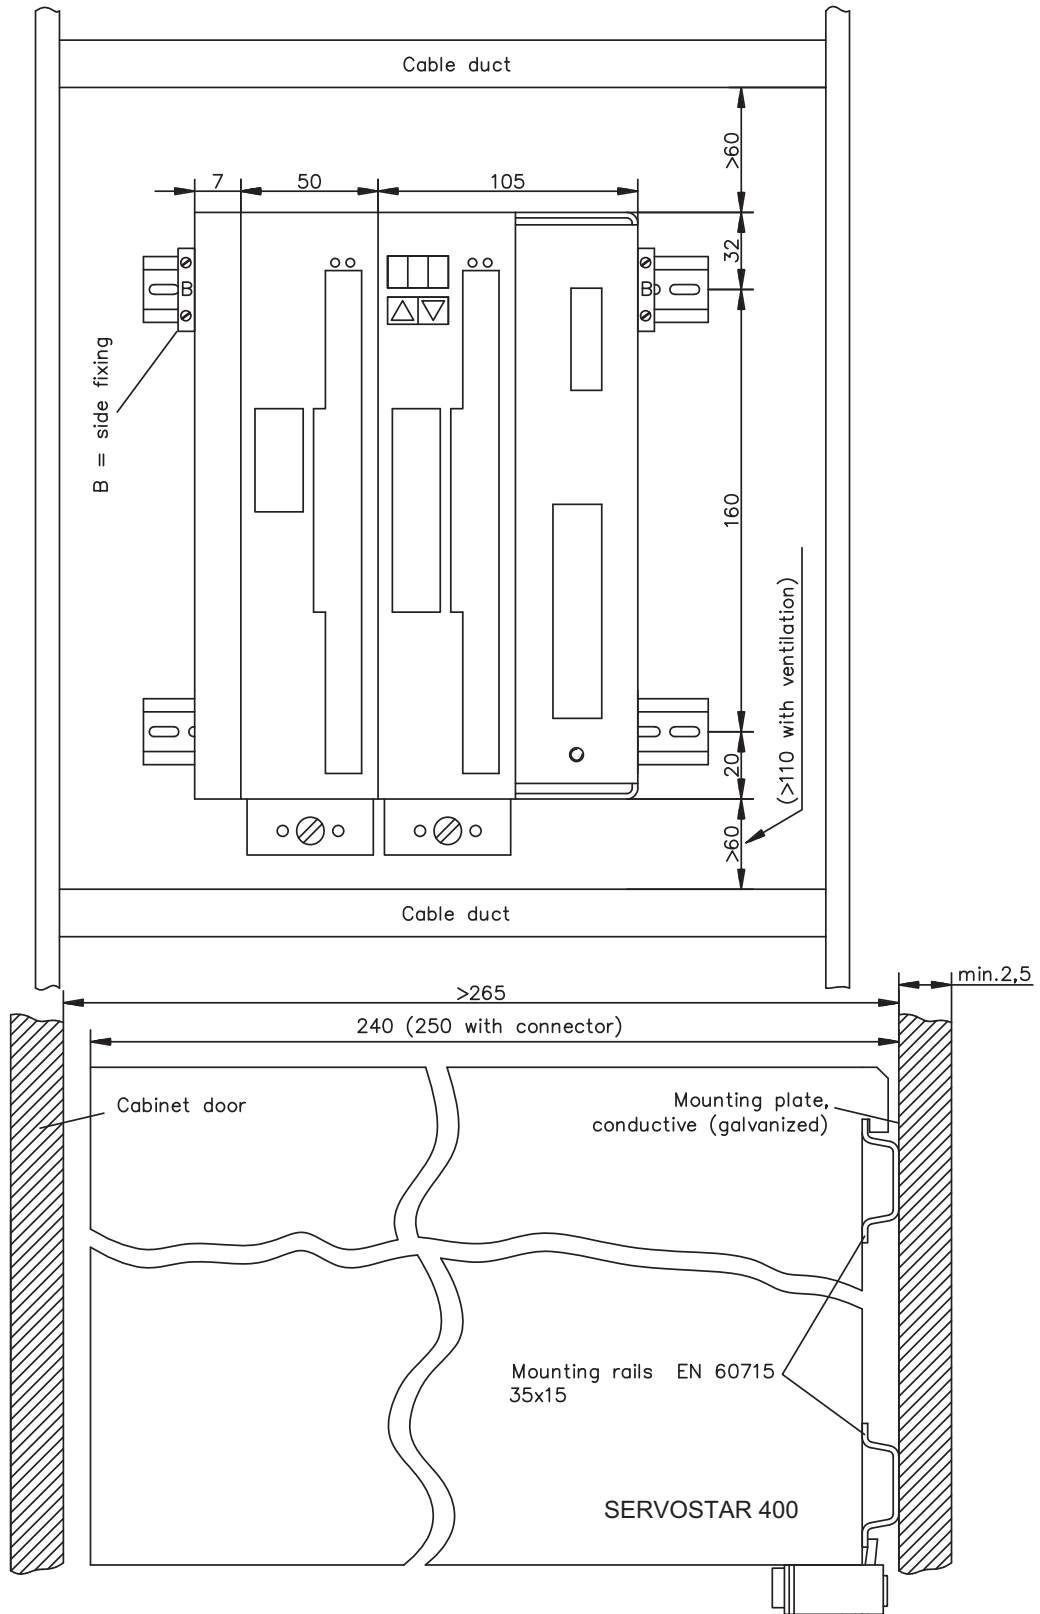 Cable duct
>60
7
50
105
32
B
B
B = side fixing
160
(>110 with ventilation)
20
>60
Cable duct
min.2,5
>265
240 (250 with connector)
Cabinet door
Mounting plate,
conductive (galvanized)
Mounting rails EN 60715
35x15
SERVOSTAR 400